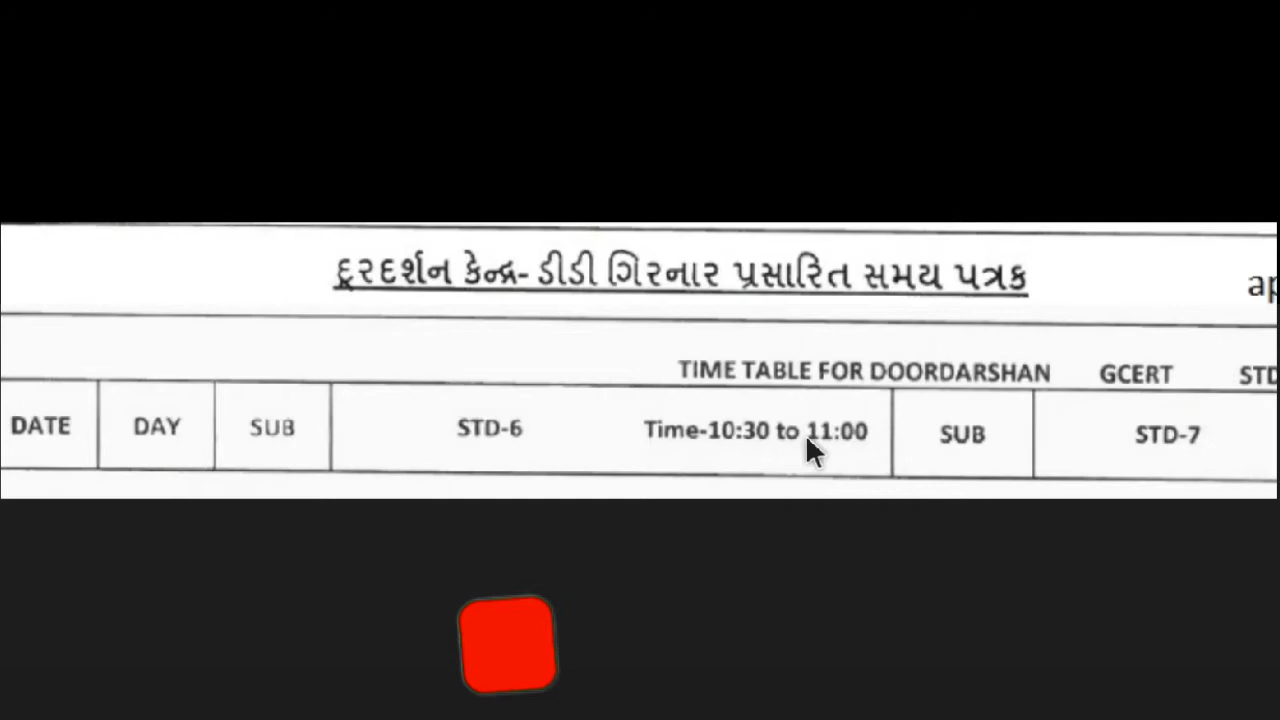 દૂરદર્શન કેન્દ્ર- ડીડી ગિરનાર પ્રસારિત સમય પત્રક
TIME TABLE FOR DOORDARSHAN GCERT
DATE DAY SUB STD-6 Time-10:30 to 11:00 SUB STD-7